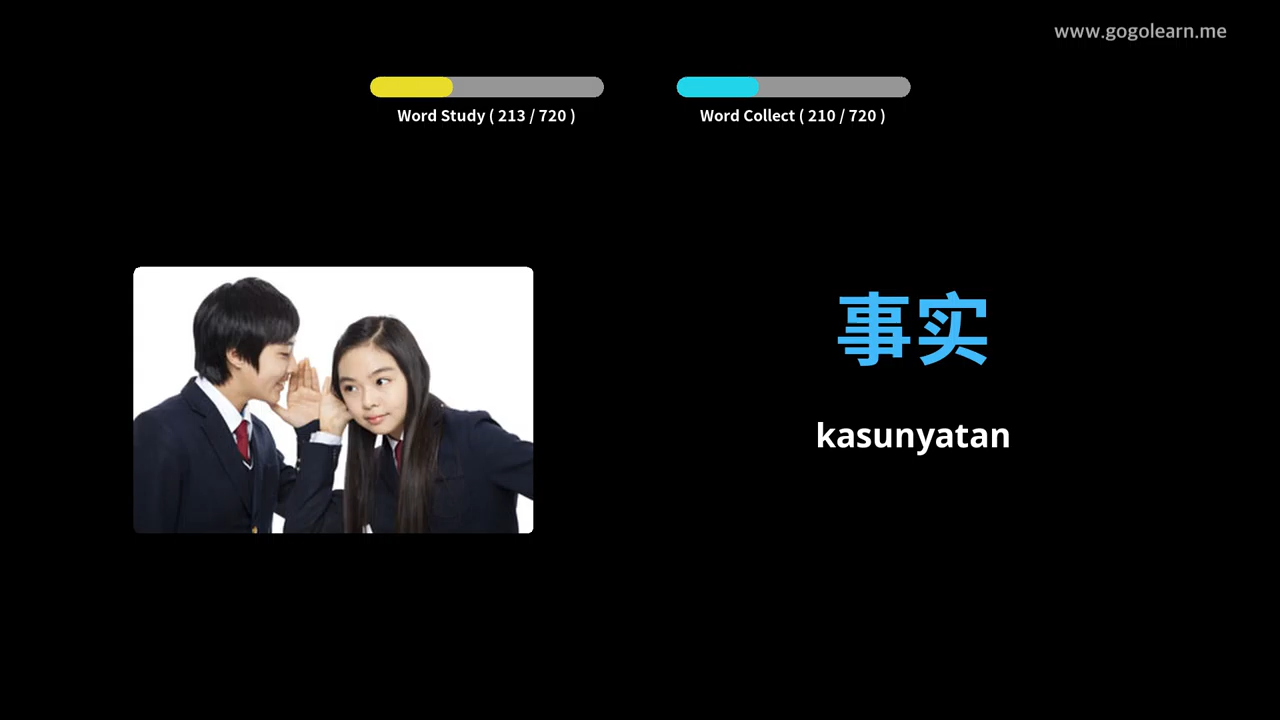 www.gogolearn.me
Word Study ( 213 / 720 )
Word Collect ( 210 / 720 )
事实
kasunyatan